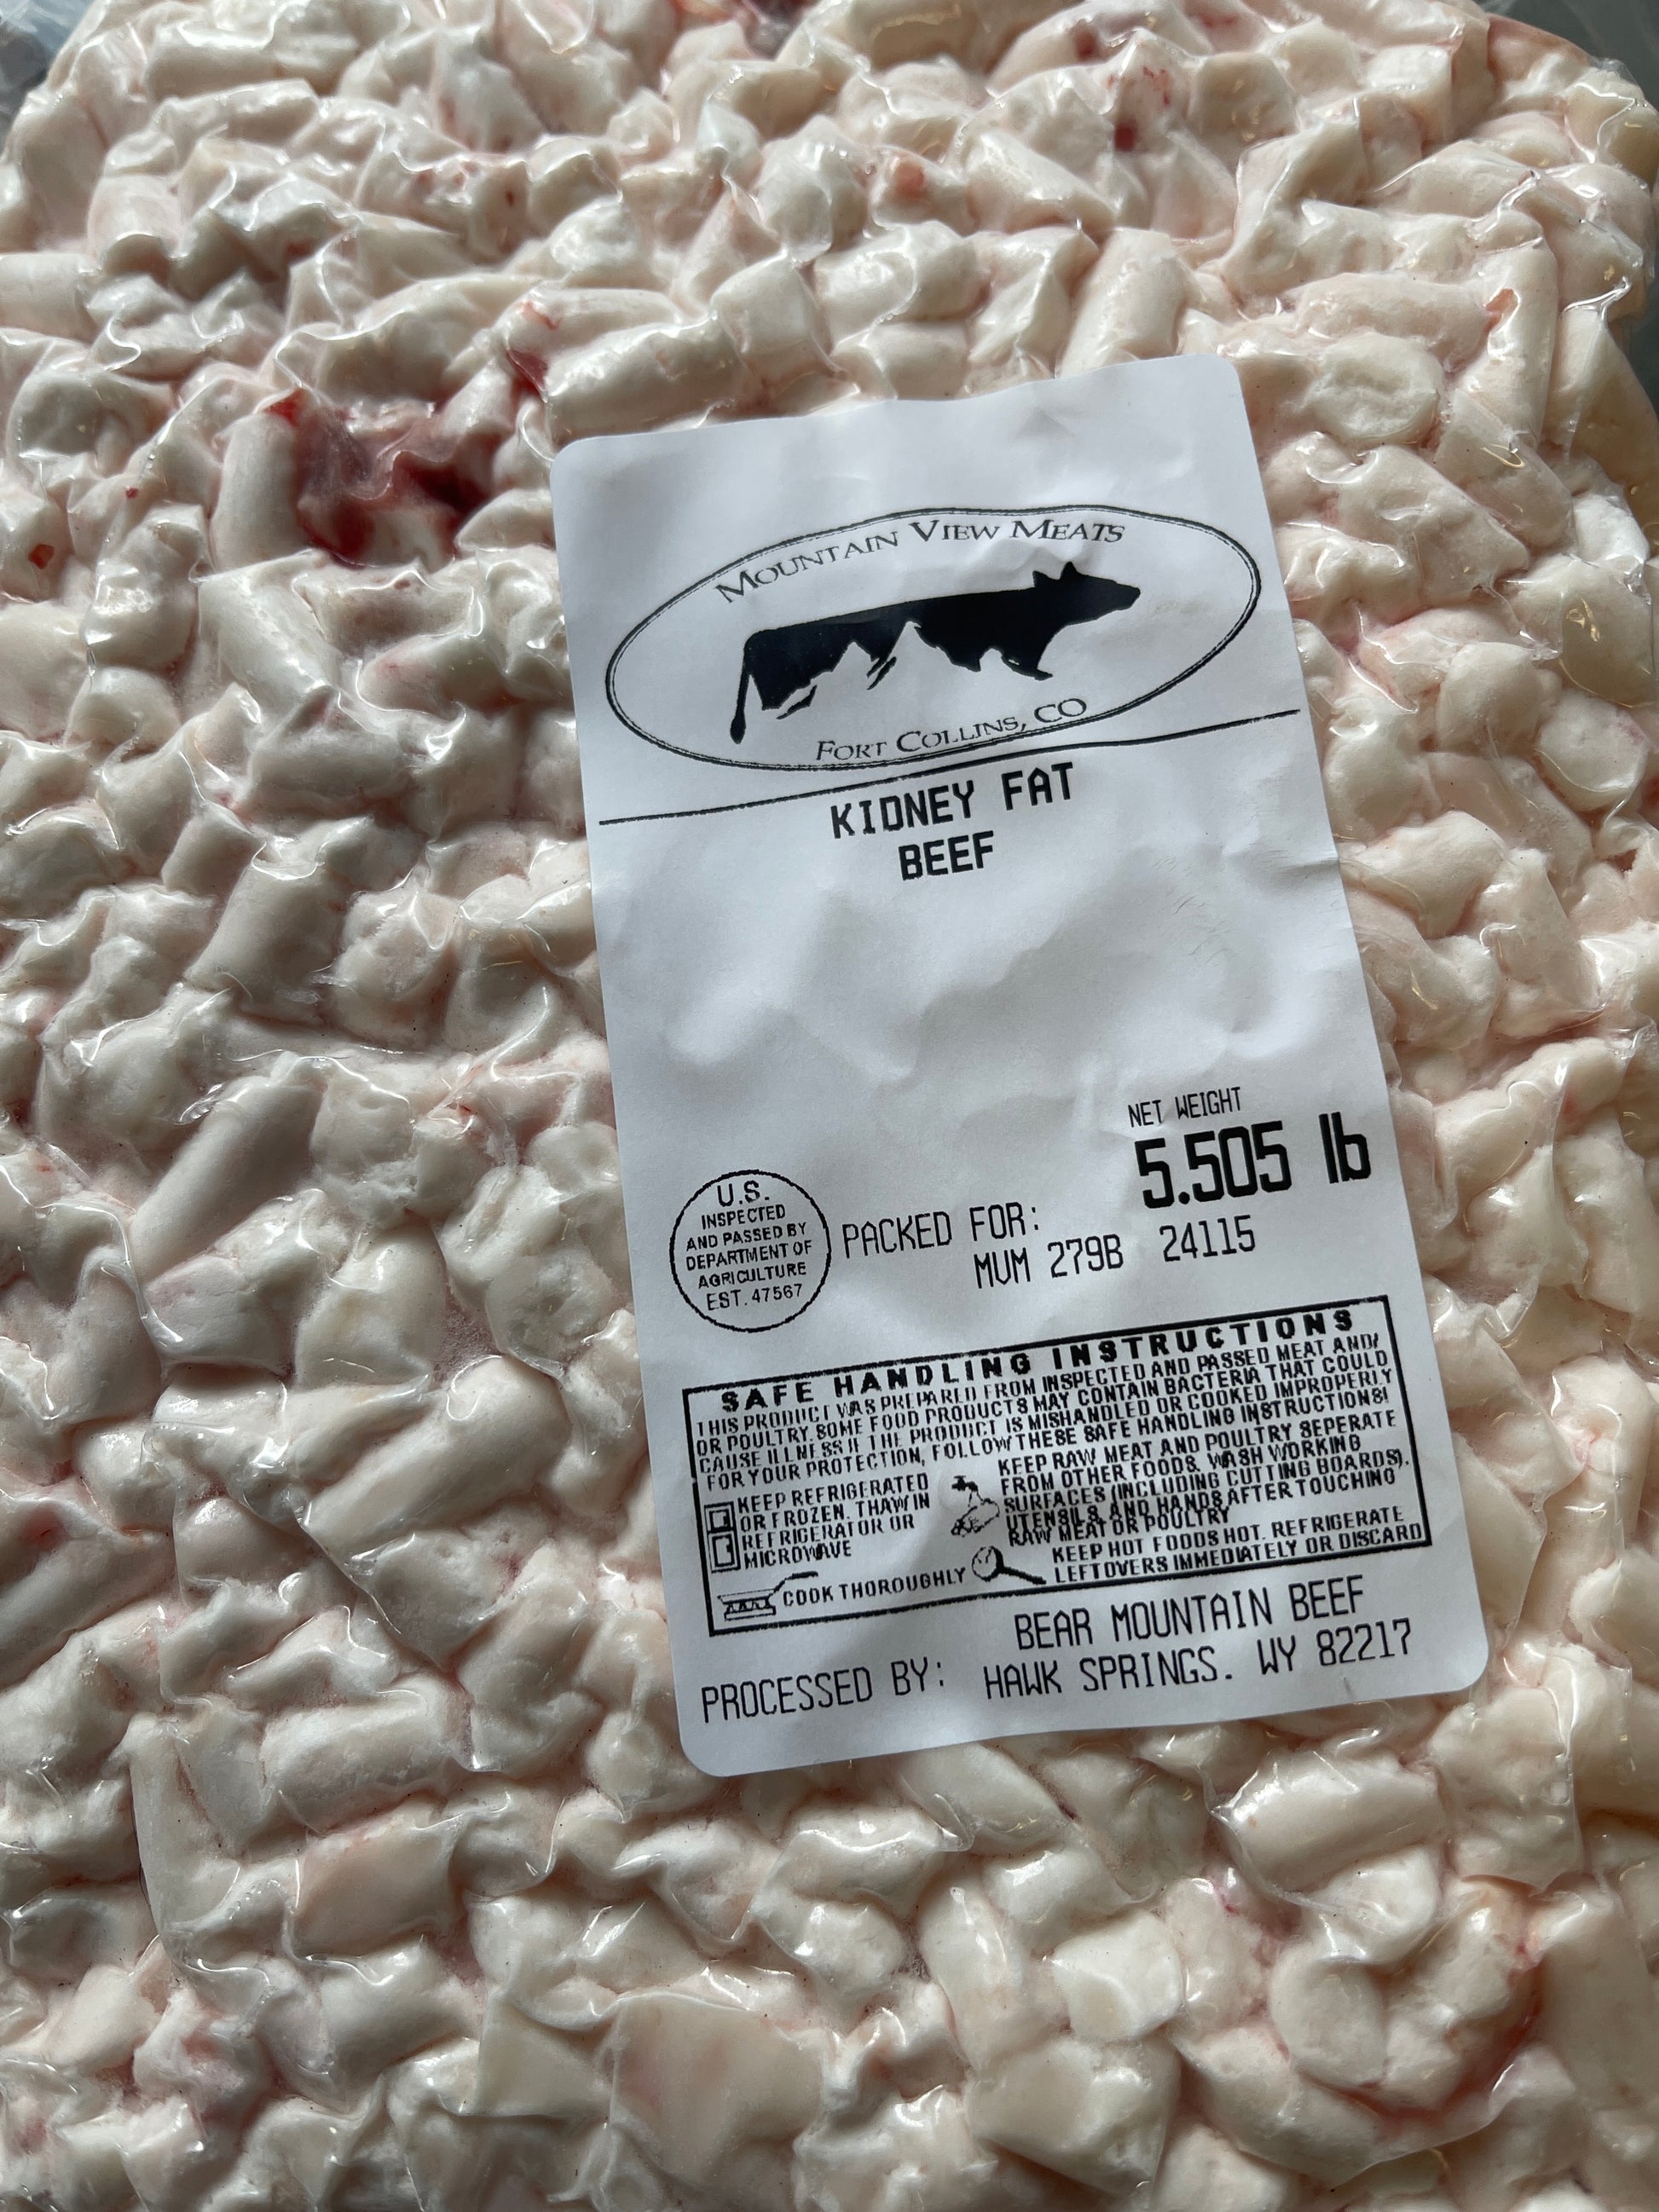 MOUNTAIN VIEW MEATS
FORT COLLINS, CO
KIDNEY FAT
BEEF
NET WEIGHT
5.505 lb
U.S.
INSPECTED
AND PASSED BY
DEPARTMENT OF
AGRICULTURE
EST. 47567
PACKED FOR:
MVM 279B 24115
SAFE HANDLING INSTRUCTIONS
THIS PRODUCT WAS PREPARED FROM INSPECTED AND PASSED MEAT AND/
OR POULTRY. SOME FOOD PRODUCTS MAY CONTAIN BACTERIA THAT COULD
CAUSE ILLNESS IF THE PRODUCT IS MISHANDLED OR COOKED IMPROPERLY
FOR YOUR PROTECTION, FOLLOW THESE SAFE HANDLING INSTRUCTIONS!
KEEP REFRIGERATED
OR FROZEN. THAW IN
REFRIGERATOR OR
MICROWAVE
KEEP RAW MEAT AND POULTRY SEPERATE
FROM OTHER FOODS. WASH WORKING
SURFACES (INCLUDING CUTTING BOARDS).
UTENSILS, AND HANDS AFTER TOUCHING
RAW MEAT OR POULTRY
COOK THOROUGHLY
KEEP HOT FOODS HOT. REFRIGERATE
LEFTOVERS IMMEDIATELY OR DISCARD
PROCESSED BY:
BEAR MOUNTAIN BEEF
HAWK SPRINGS. WY 82217